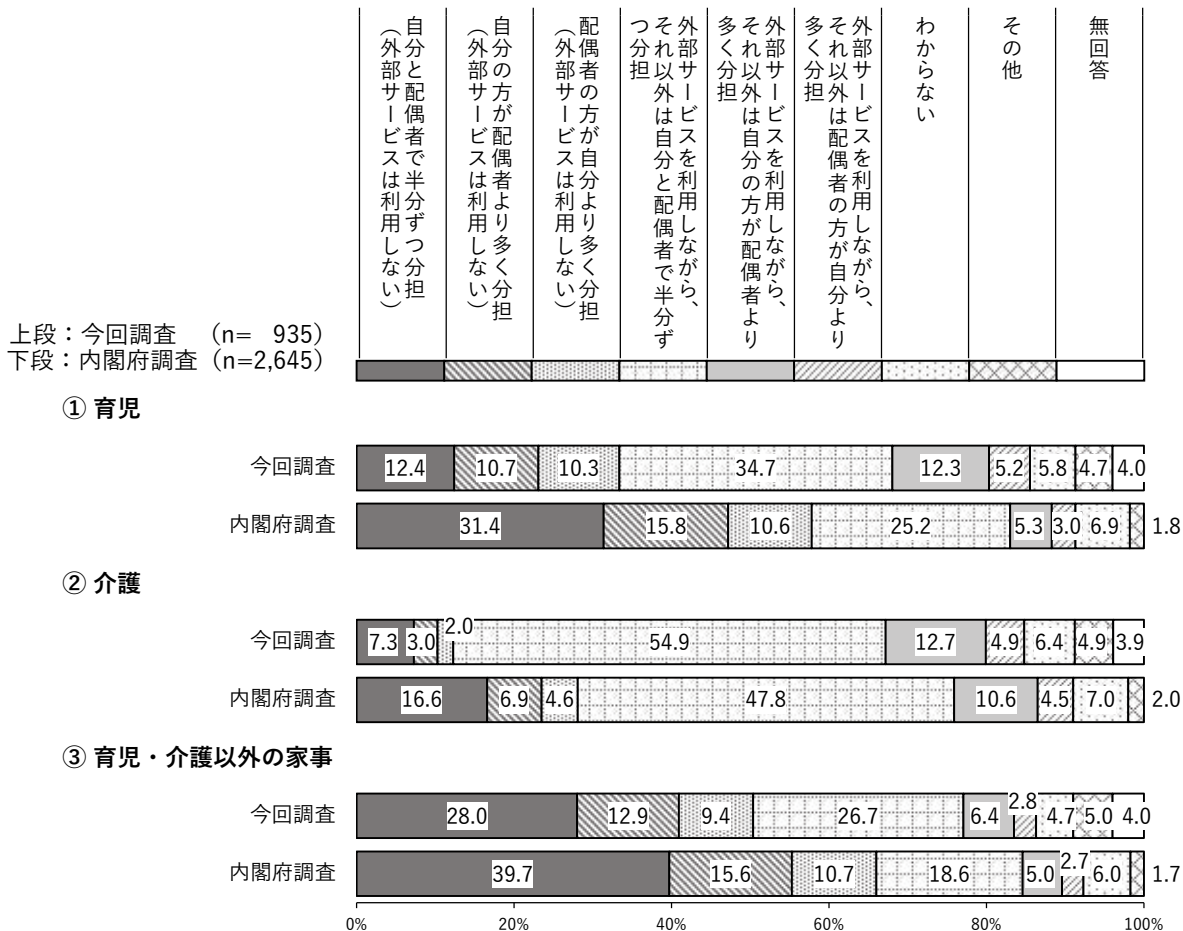 自分と配偶者で半分ずつ分担
（外部サービスは利用しない）
自分の方が配偶者より多く分担
（外部サービスは利用しない）
配偶者の方が自分より多く分担
（外部サービスは利用しない）
外部サービスを利用しながら、
それ以外は自分と配偶者で半分ず
つ分担
外部サービスを利用しながら、
それ以外は自分の方が配偶者より
多く分担
外部サービスを利用しながら、
それ以外は配偶者の方が自分より
多く分担
わからない
その他
無回答
上段：今回調査 （n= 935）
下段：内閣府調査（n=2,645）
① 育児
今回調査 12.4 10.7 10.3 34.7 12.3 5.2 5.8 4.7 4.0
内閣府調査 31.4 15.8 10.6 25.2 5.3 3.0 6.9 1.8
② 介護
今回調査 7.3 3.0 2.0 54.9 12.7 4.9 6.4 4.9 3.9
内閣府調査 16.6 6.9 4.6 47.8 10.6 4.5 7.0 2.0
③ 育児・介護以外の家事
今回調査 28.0 12.9 9.4 26.7 6.4 2.8 4.7 5.0 4.0
内閣府調査 39.7 15.6 10.7 18.6 5.0 2.7 6.0 1.7
0% 20% 40% 60% 80% 100%